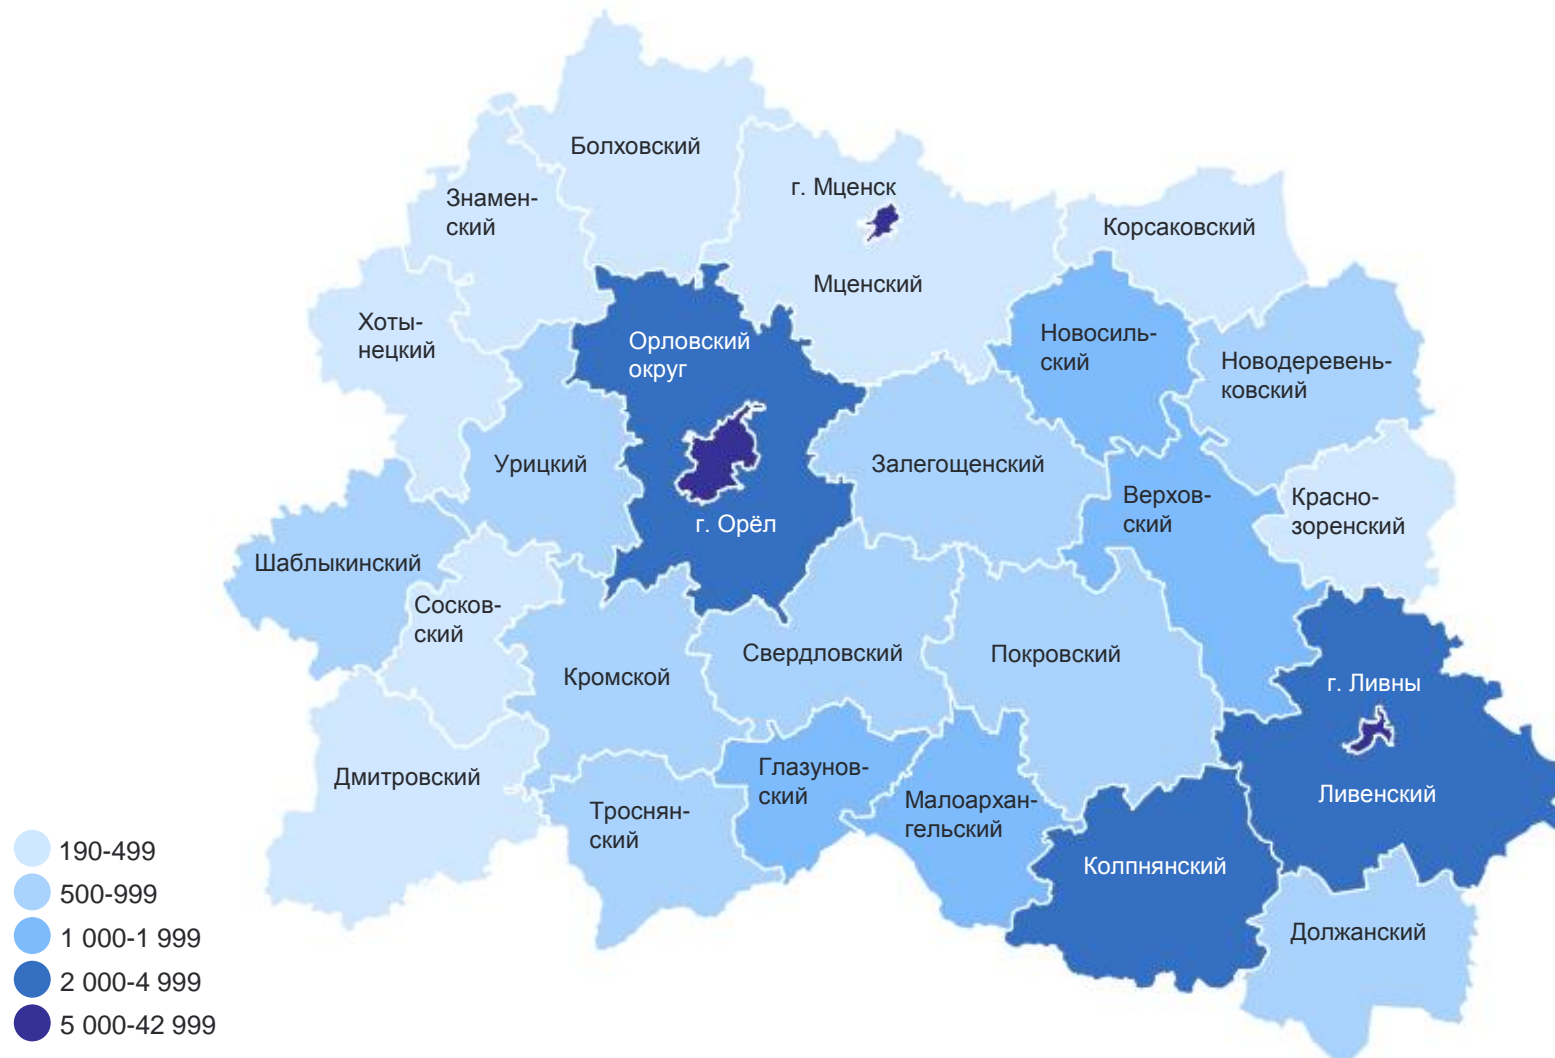 Болховский
Знамен-
ский
г. Мценск
Корсаковский
Мценский
Хоты-
нецкий
Орловский
округ
Новосиль-
ский
Новодеревень-
ковский
Урицкий
Залегощенский
Верхов-
ский
Красно-
зоренский
г. Орёл
Шаблыкинский
Сосков-
ский
Кромской
Свердловский
Покровский
г. Ливны
Дмитровский
Глазунов-
ский
Троснян-
ский
Малоархан-
гельский
Ливенский
Колпнянский
Должанский
190-499
500-999
1 000-1 999
2 000-4 999
5 000-42 999